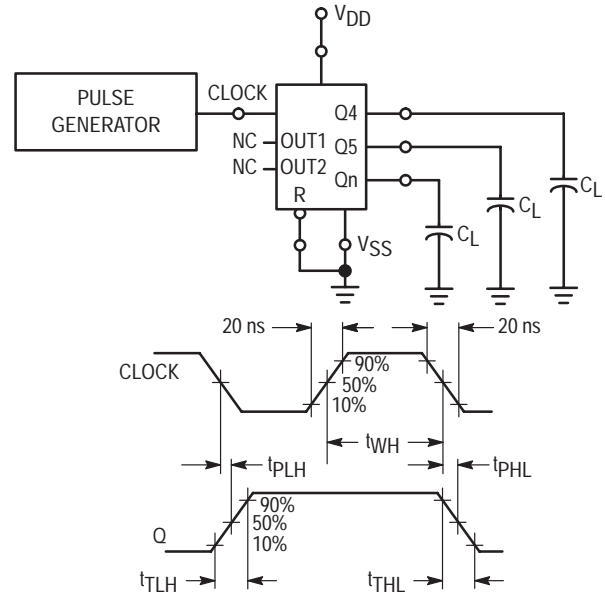 VDD
PULSE
GENERATOR
CLOCK
NC
OUT1
NC
OUT2
R
Q4
Q5
Qn
VSS
CL
CL
CL
20 ns
20 ns
CLOCK
90%
50%
10%
tWH
tPLH
tPHL
Q
90%
50%
10%
tTLH
tTHL